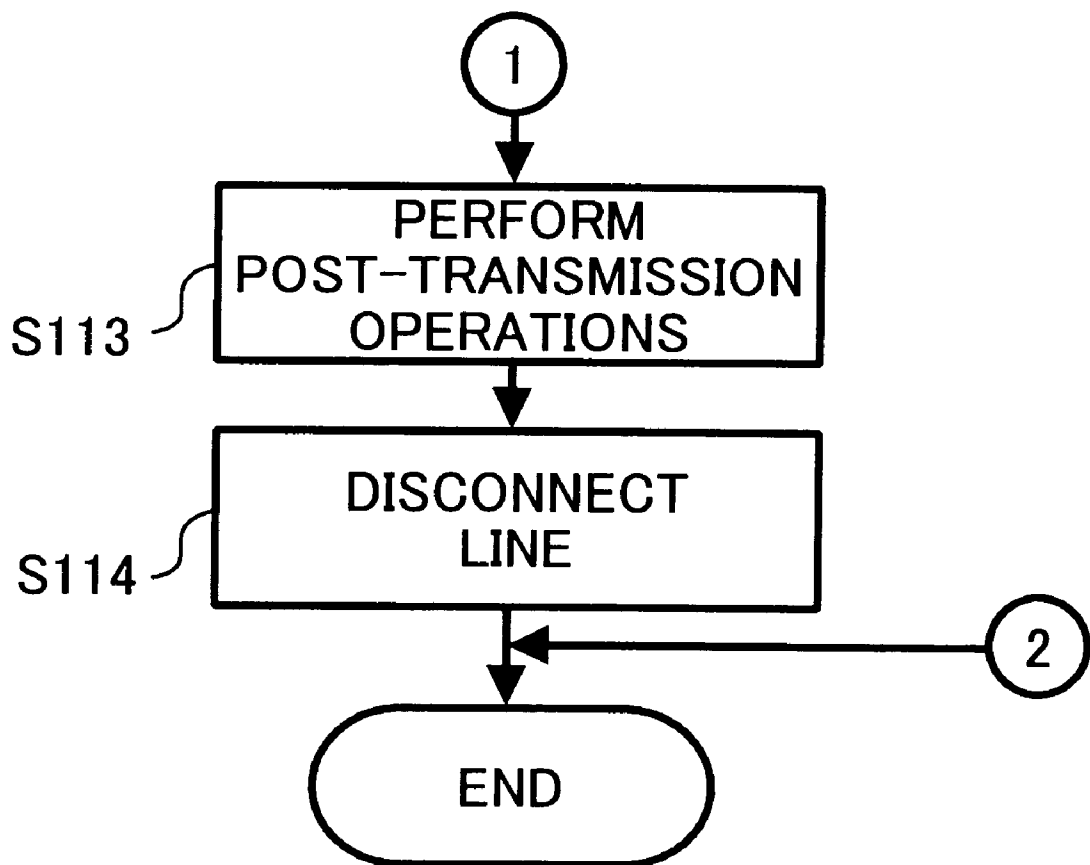 1
PERFORM
POST-TRANSMISSION
OPERATIONS
S113
DISCONNECT
LINE
S114
2
END